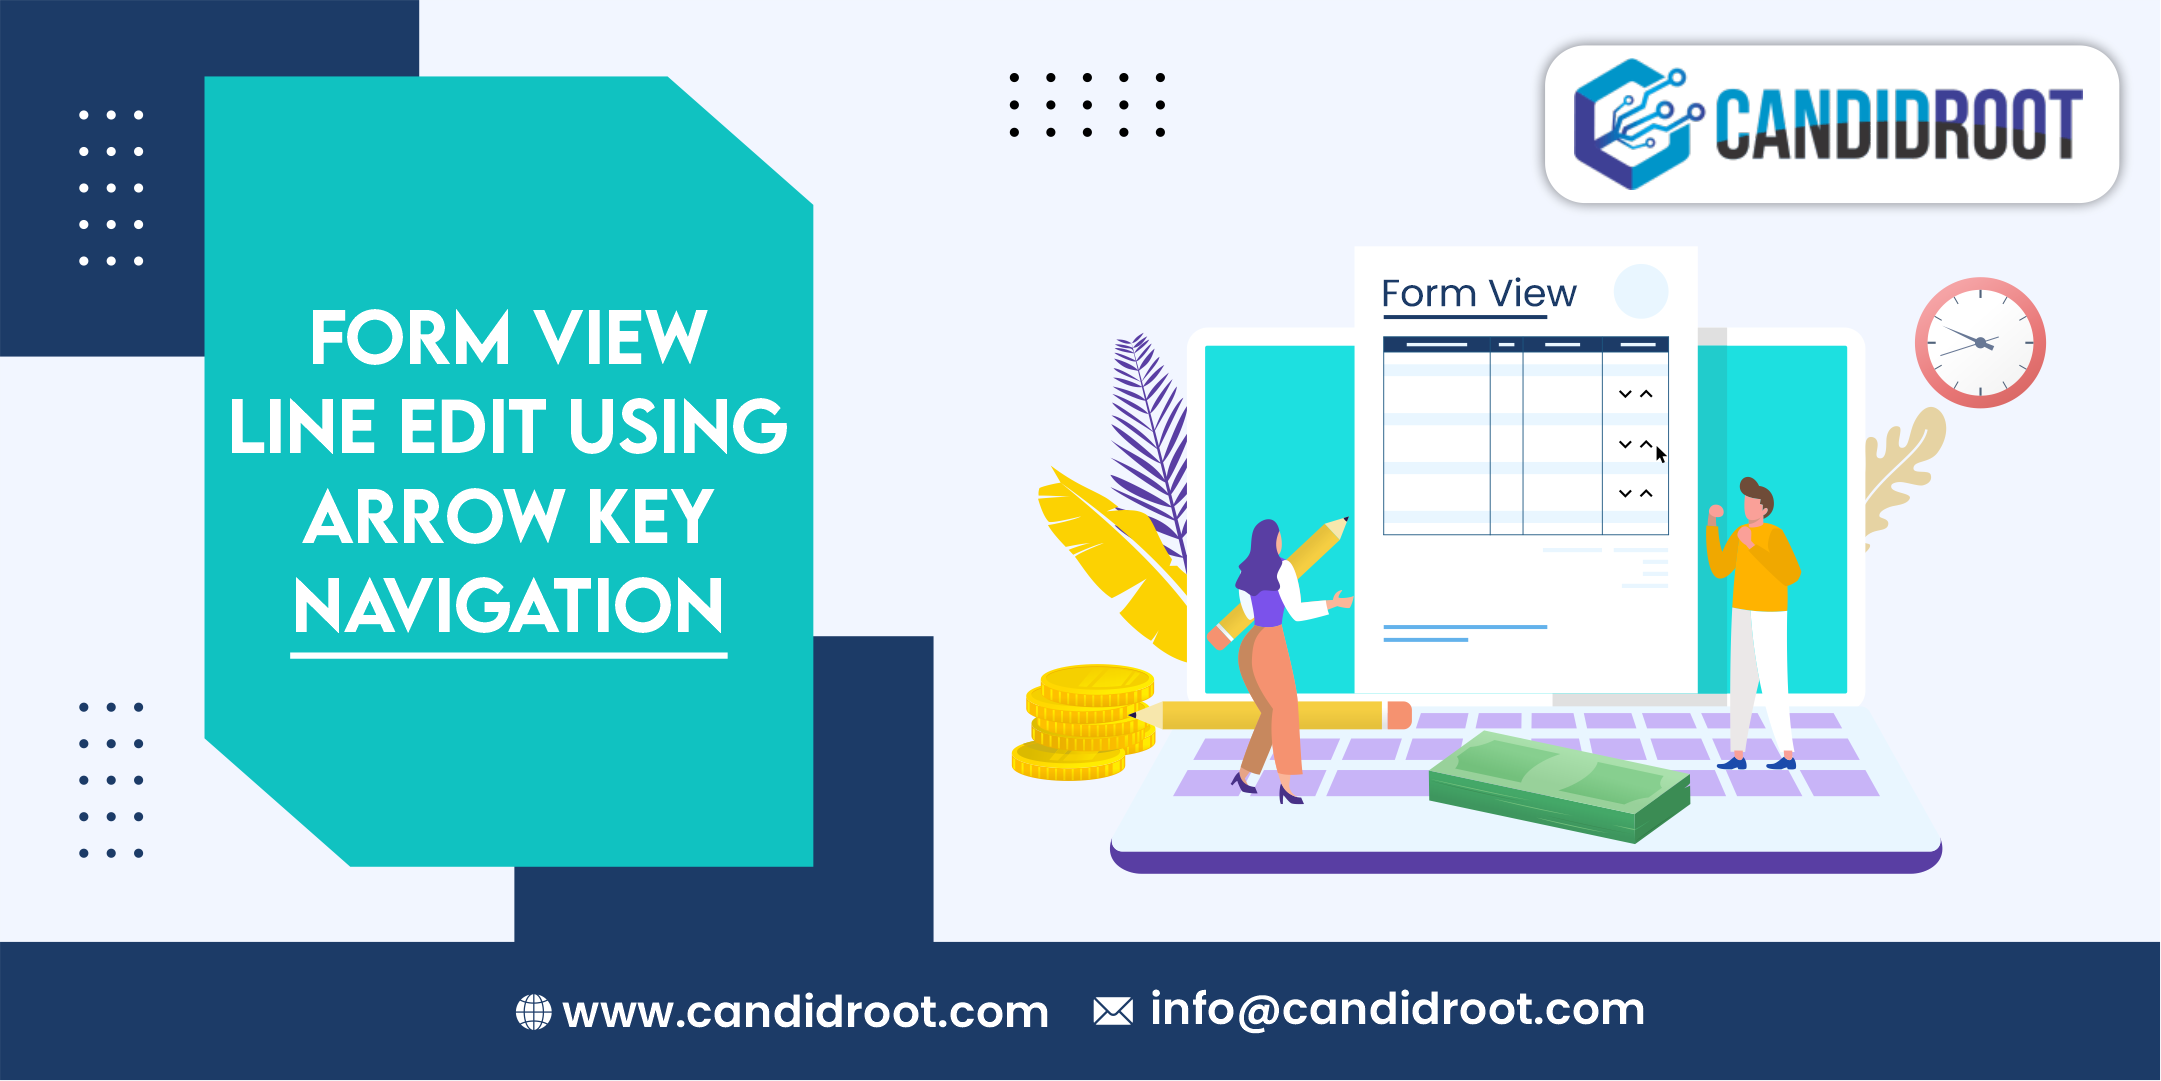 CANDIDROOT
FORM VIEW
LINE EDIT USING
ARROW KEY
NAVIGATION
Form View
www.candidroot.com
info@candidroot.com